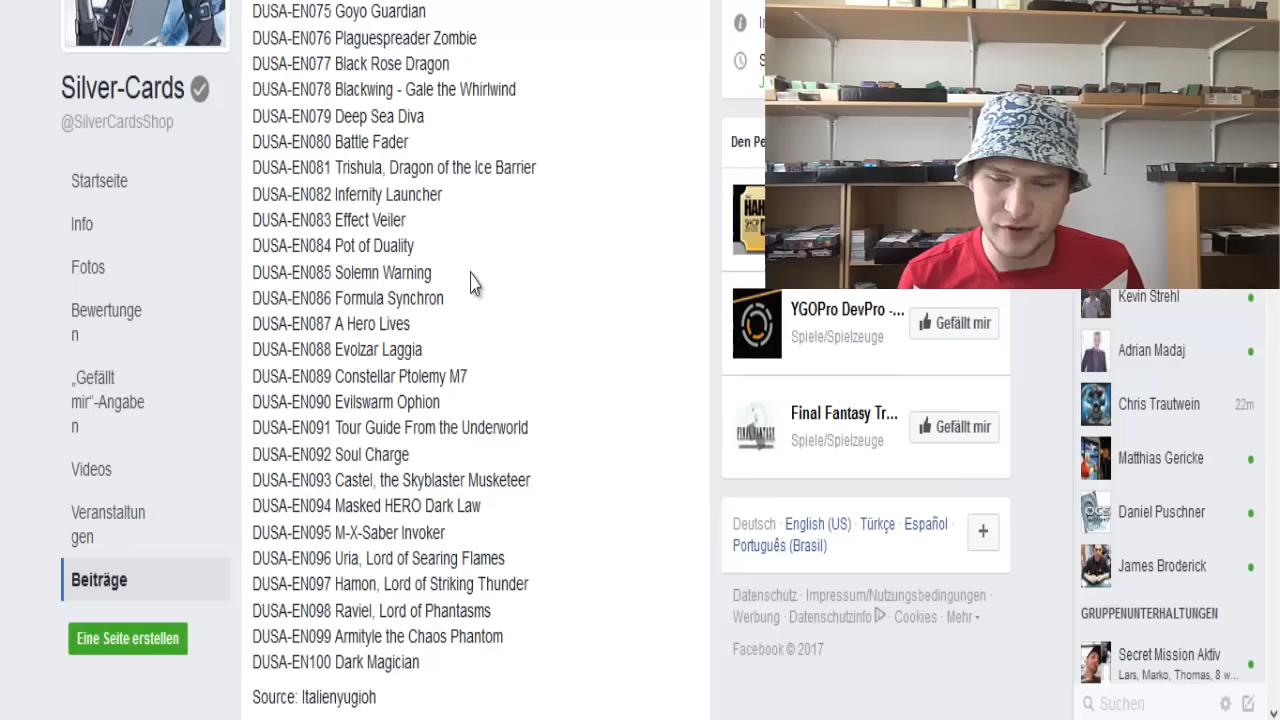 Silver-Cards
@SilverCardsShop
Startseite
Info
Fotos
Bewertunge
n
„Gefällt
mir“-Angabe
n
Videos
Veranstaltun
gen
Beiträge
Eine Seite erstellen
DUSA-EN075 Goyo Guardian
DUSA-EN076 Plaguespreader Zombie
DUSA-EN077 Black Rose Dragon
DUSA-EN078 Blackwing - Gale the Whirlwind
DUSA-EN079 Deep Sea Diva
DUSA-EN080 Battle Fader
DUSA-EN081 Trishula, Dragon of the Ice Barrier
DUSA-EN082 Infernity Launcher
DUSA-EN083 Effect Veiler
DUSA-EN084 Pot of Duality
DUSA-EN085 Solemn Warning
DUSA-EN086 Formula Synchron
DUSA-EN087 A Hero Lives
DUSA-EN088 Evolzar Laggia
DUSA-EN089 Constellar Ptolemy M7
DUSA-EN090 Evilswarm Ophion
DUSA-EN091 Tour Guide From the Underworld
DUSA-EN092 Soul Charge
DUSA-EN093 Castel, the Skyblaster Musketeer
DUSA-EN094 Masked HERO Dark Law
DUSA-EN095 M-X-Saber Invoker
DUSA-EN096 Uria, Lord of Searing Flames
DUSA-EN097 Hamon, Lord of Striking Thunder
DUSA-EN098 Raviel, Lord of Phantasms
DUSA-EN099 Armityle the Chaos Phantom
DUSA-EN100 Dark Magician
Source: Italienyugioh
Den Pe
YGOPro DevPro -...
Spiele/Spielzeuge
Gefällt mir
Final Fantasy Tr...
Spiele/Spielzeuge
Gefällt mir
Deutsch · English (US) · Türkçe · Español ·
Português (Brasil)
+
Datenschutz · Impressum/Nutzungsbedingungen ·
Werbung · Datenschutzinfo · Cookies · Mehr
Facebook © 2017
Kevin Strehl
Adrian Madaj
Chris Trautwein 22m
Matthias Gericke
Daniel Puschner
James Broderick
GRUPPENUNTERHALTUNGEN
Secret Mission Aktiv
Lars, Marko, Thomas, 8 w...
Suchen